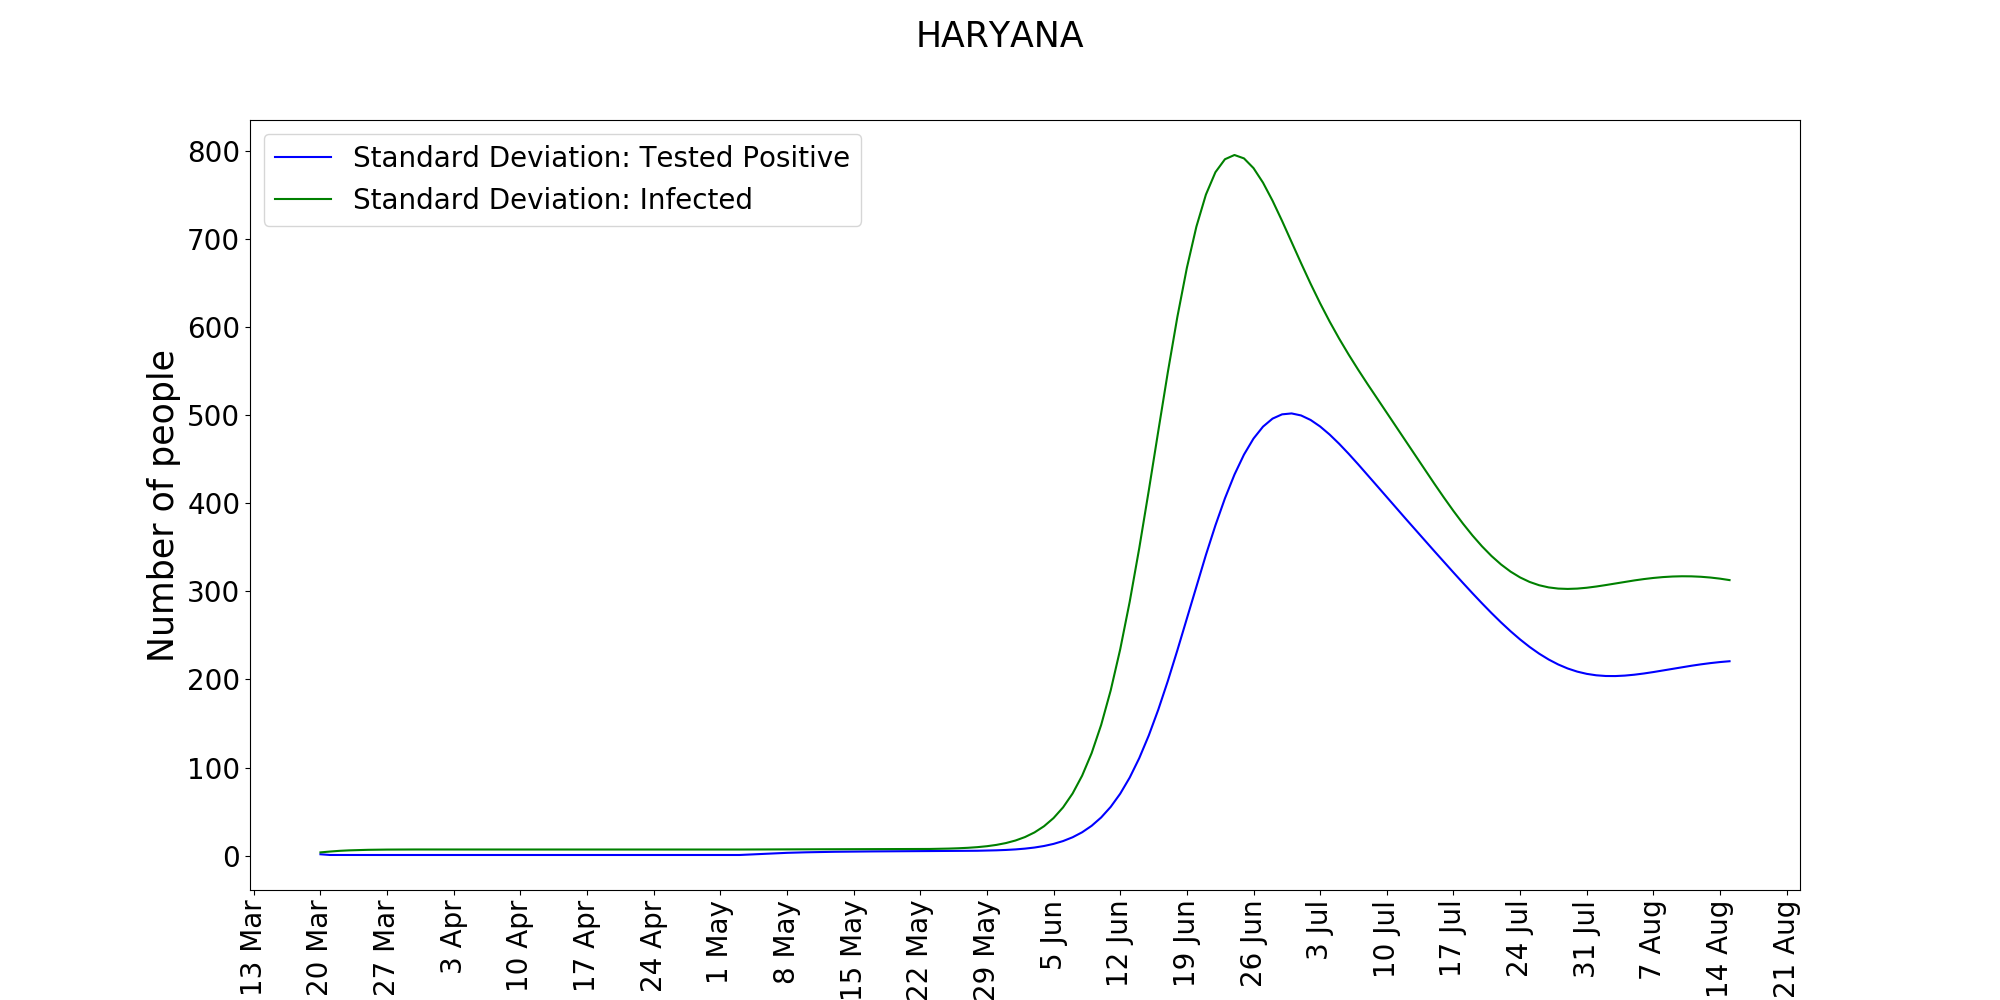 HARYANA
Standard Deviation: Tested Positive
Standard Deviation: Infected
Number of people
800
700
600
500
400
300
200
100
0
13 Mar
20 Mar
27 Mar
3 Apr
10 Apr
17 Apr
24 Apr
1 May
8 May
15 May
22 May
29 May
5 Jun
12 Jun
19 Jun
26 Jun
3 Jul
10 Jul
17 Jul
24 Jul
31 Jul
7 Aug
14 Aug
21 Aug